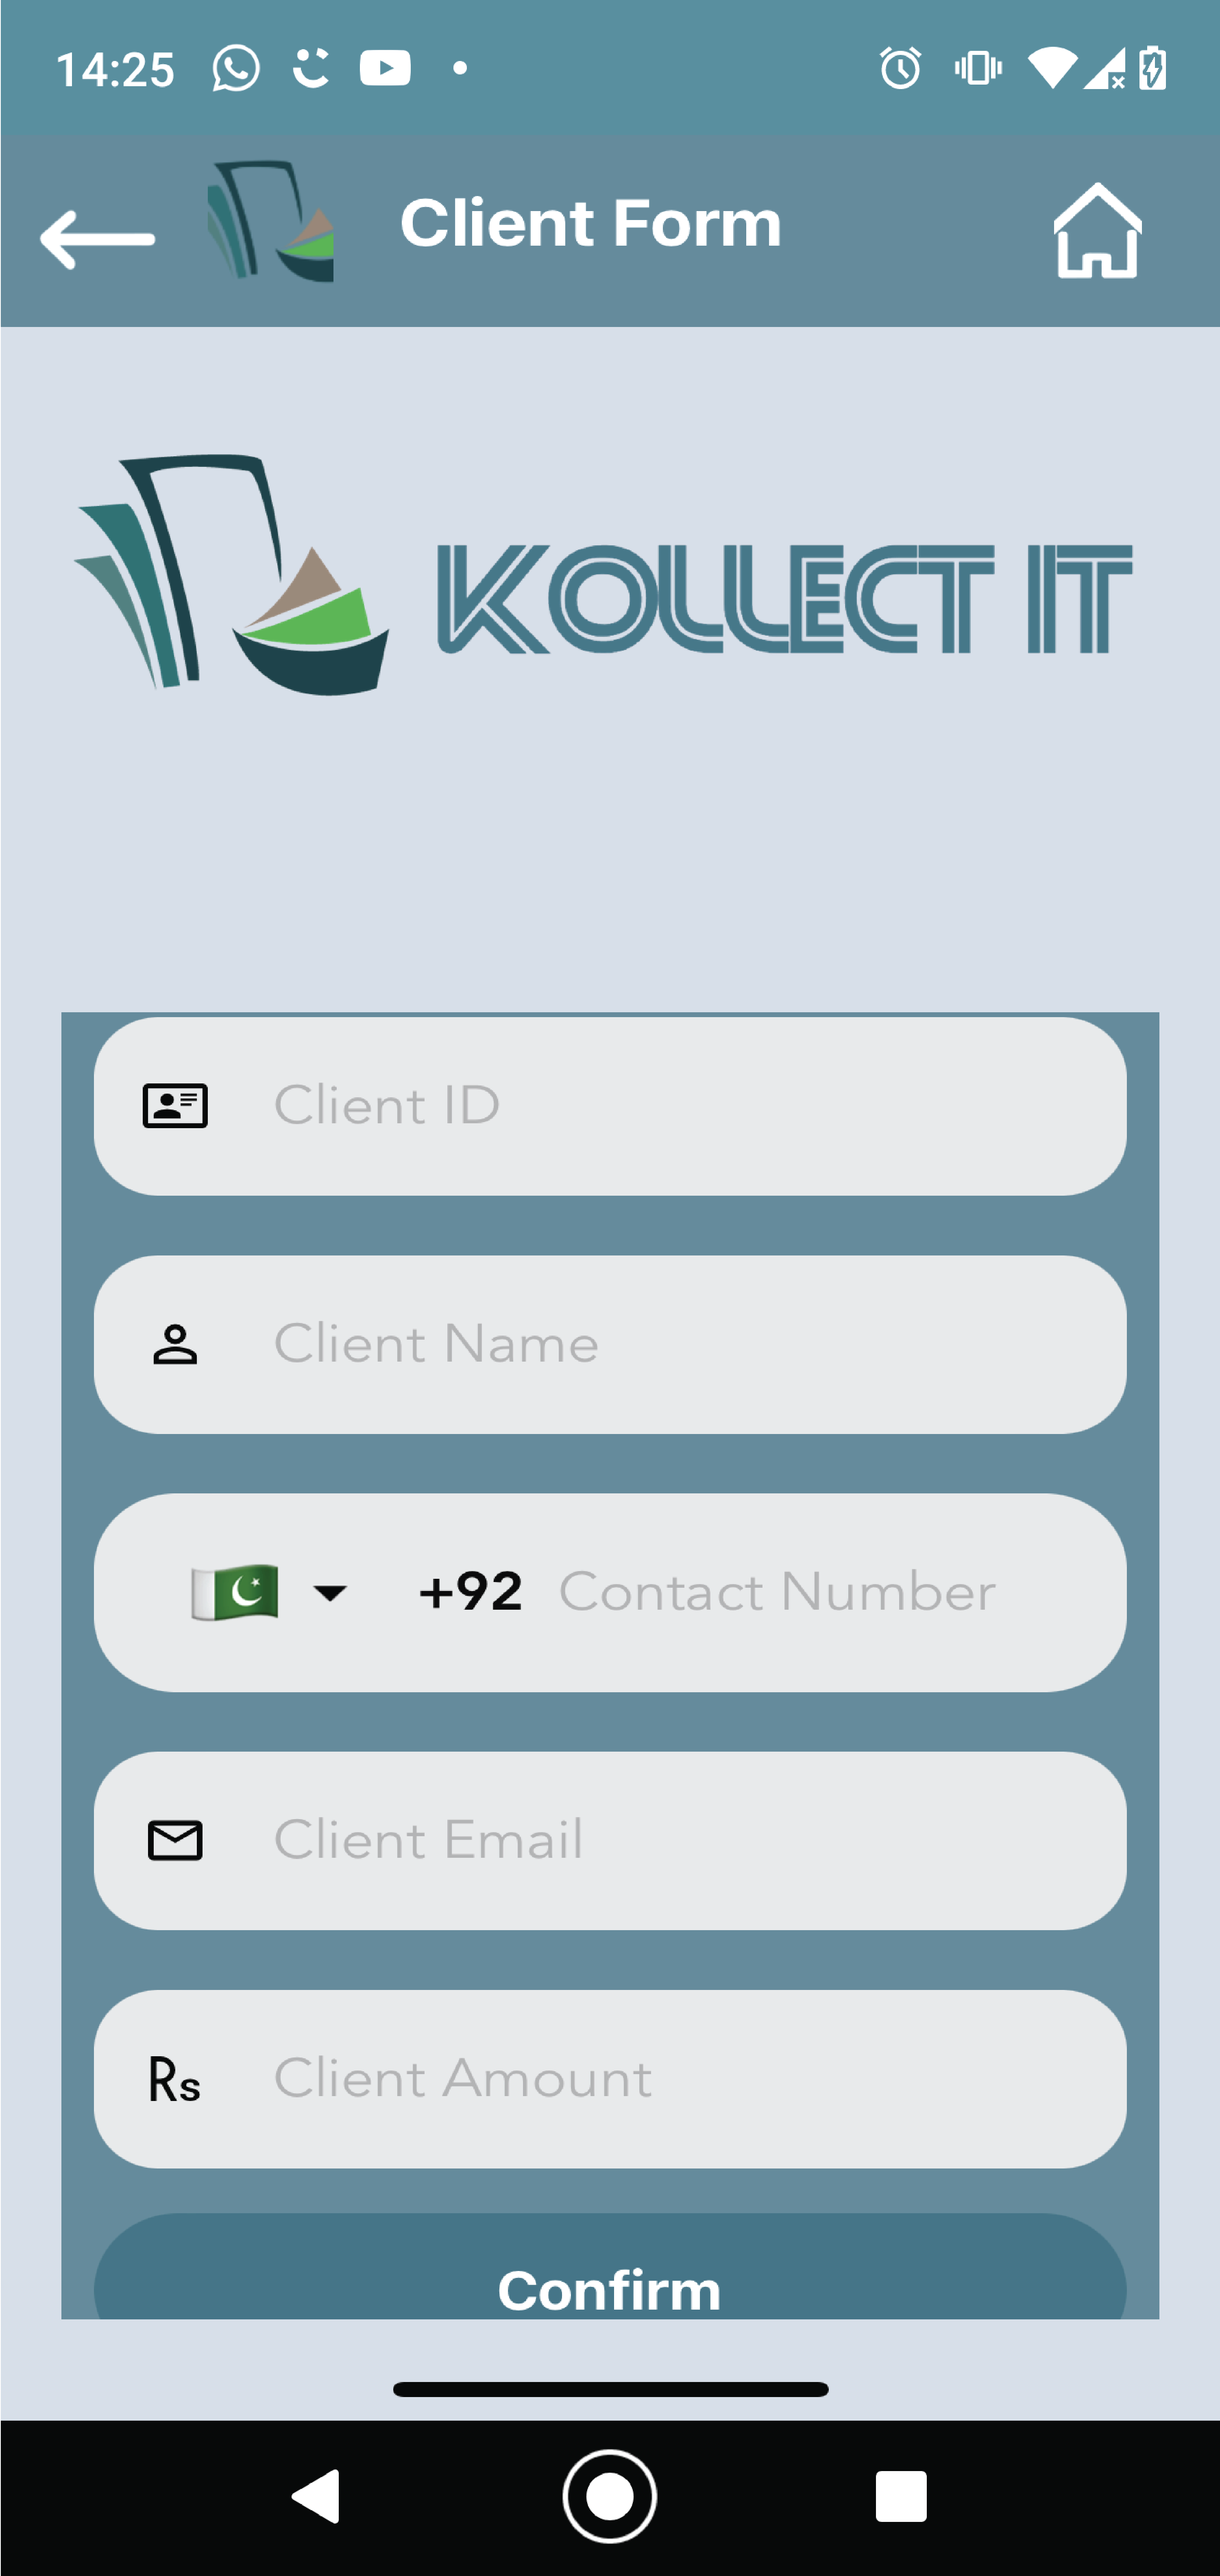 14:25
Client Form
KOLLECT IT
Client ID
Client Name
+92 Contact Number
Client Email
Rs Client Amount
Confirm